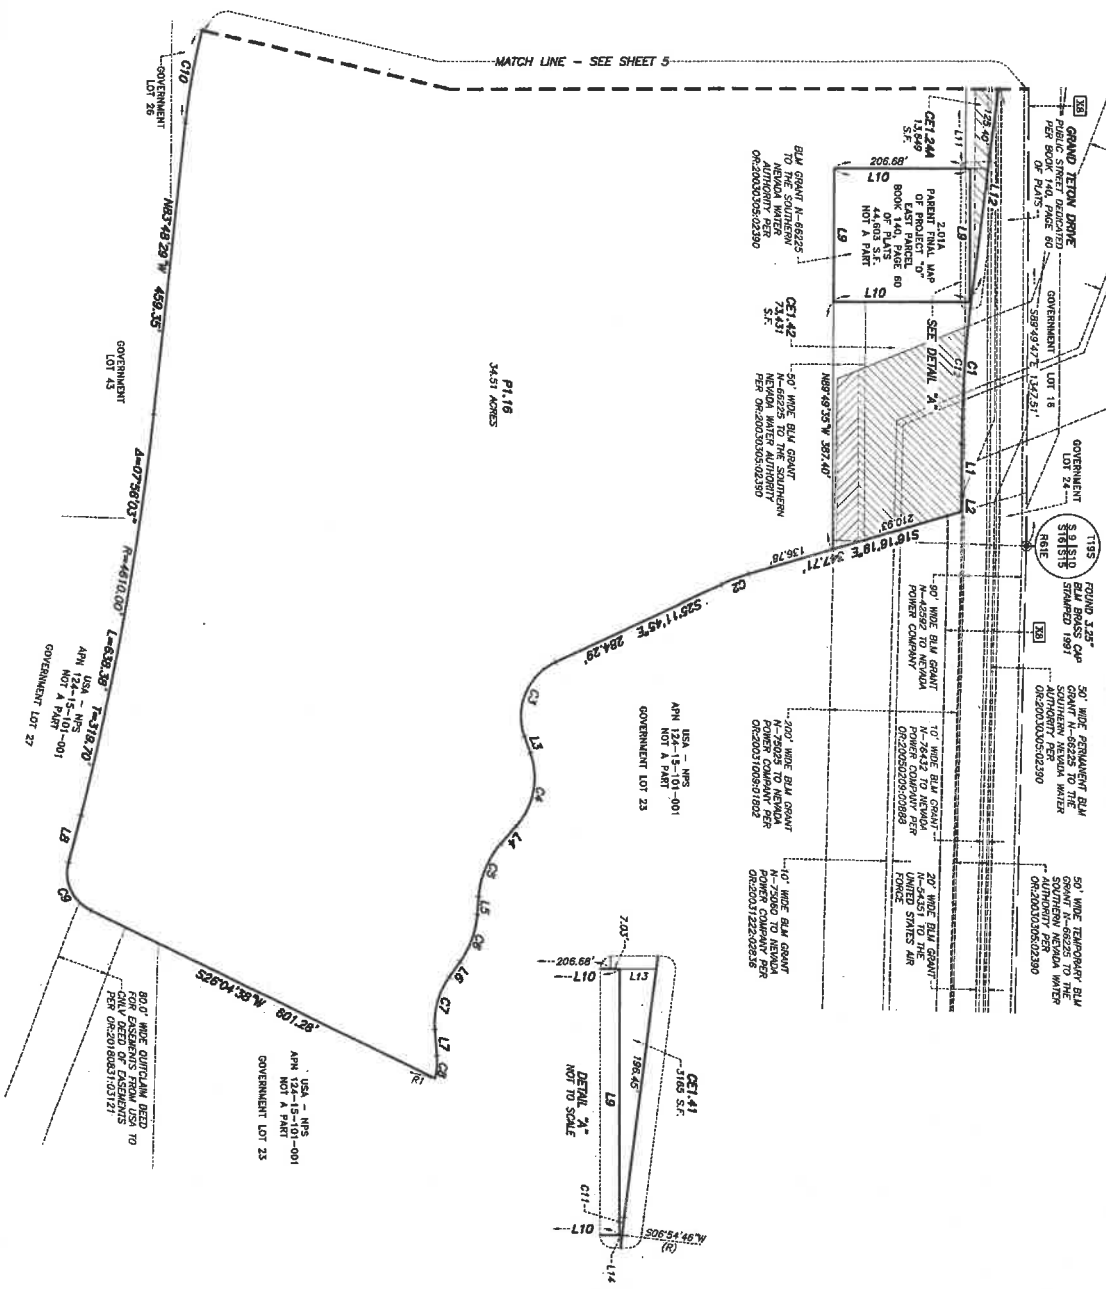 MATCH LINE - SEE SHEET 5
X8
GRAND TETON DRIVE
PUBLIC STREET DEDICATED
PER BOOK 140, PAGE 60
OF PLATS
GOVERNMENT LOT 18
S89°49'47"E 1347.51'
GOVERNMENT
LOT 24
T19S
S 9 S10
S16 S15
R61E
FOUND 3.25"
BLM BRASS CAP
STAMPED 1991
X8
50' WIDE PERMANENT BLM
GRANT N-66225 TO THE
SOUTHERN NEVADA WATER
AUTHORITY PER
OR:20030305:02390
50' WIDE TEMPORARY BLM
GRANT N-66225 TO THE
SOUTHERN NEVADA WATER
AUTHORITY PER
OR:20030305:02390
90' WIDE BLM GRANT
N-42592 TO NEVADA
POWER COMPANY
10' WIDE BLM GRANT
N-76432 TO NEVADA
POWER COMPANY PER
OR:20050209:00888
20' WIDE BLM GRANT
N-54351 TO THE
UNITED STATES AIR
FORCE
200' WIDE BLM GRANT
N-75025 TO NEVADA
POWER COMPANY PER
OR:20031009:01802
10' WIDE BLM GRANT
N-75060 TO NEVADA
POWER COMPANY PER
OR:20031222:02836
125.40'
L12
CE1.24A
13,649
S.F.
L11
206.68'
L10
L9
2.01A
PARENT FINAL MAP
OF PROJECT "O"
EAST PARCEL
BOOK 140, PAGE 60
OF PLATS
44,603 S.F.
NOT A PART
L9
L10
SEE DETAIL "A"
C12
C1
L1
L2
BLM GRANT N-66225
TO THE SOUTHERN
NEVADA WATER
AUTHORITY PER
OR:20030305:02390
CE1.42
73,431
S.F.
N89°49'35"W 387.40'
50' WIDE BLM GRANT
N-66225 TO THE SOUTHERN
NEVADA WATER AUTHORITY
PER OR:20030305:02390
210.93'
S16°16'18"E 347.71'
136.78'
C2
S25°11'45"E 284.29'
C3
L3
C4
L4
C5
L5
C6
L6
C7
L7
C8
R1
USA - NPS
APN 124-15-101-001
NOT A PART
GOVERNMENT LOT 23
P1.16
34.51 ACRES
C10
GOVERNMENT
LOT 26
N83°48'29"W 459.35'
GOVERNMENT
LOT 43
Δ=07°56'03" R=4610.00' L=638.38' T=319.70'
USA - NPS
APN 124-15-101-001
NOT A PART
GOVERNMENT LOT 27
L8
C9
S26°04'38"W 801.28'
USA - NPS
APN 124-15-101-001
NOT A PART
GOVERNMENT LOT 23
80.0' WIDE QUITCLAIM DEED
FOR EASEMENTS FROM USA TO
CNLV DEED OF EASEMENTS
PER OR:20180831:03121
7.03'
206.68'
L10
L13
196.45'
CE1.41
3165 S.F.
L9
DETAIL "A"
NOT TO SCALE
C11
L10
S06°54'46"W
(R)
L14